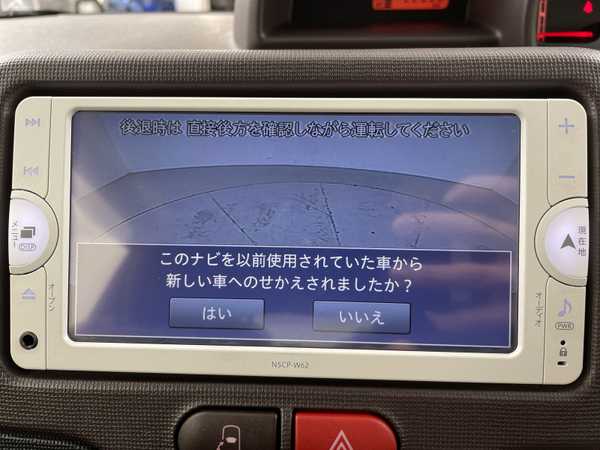 後退時は 直接後方を確認しながら運転してください
このナビを以前使用されていた車から
新しい車へのせかえされましたか？
はい
いいえ
メニュー
DISP
オープン
現在地
オーディオ
PWR
NSCP-W62